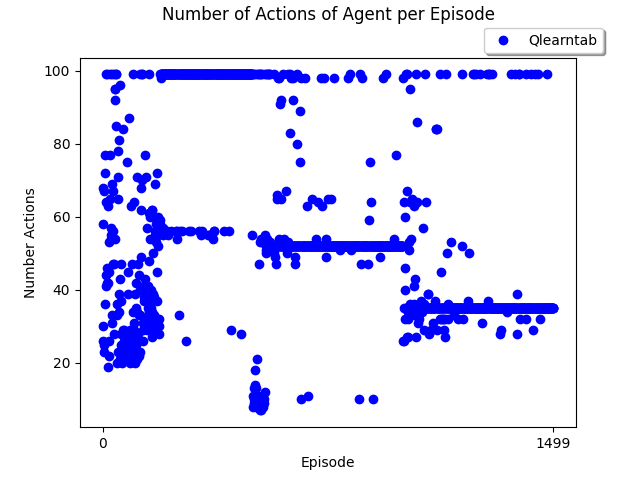 Number of Actions of Agent per Episode
Qlearntab
100
80
60
40
20
Number Actions
0
1499
Episode